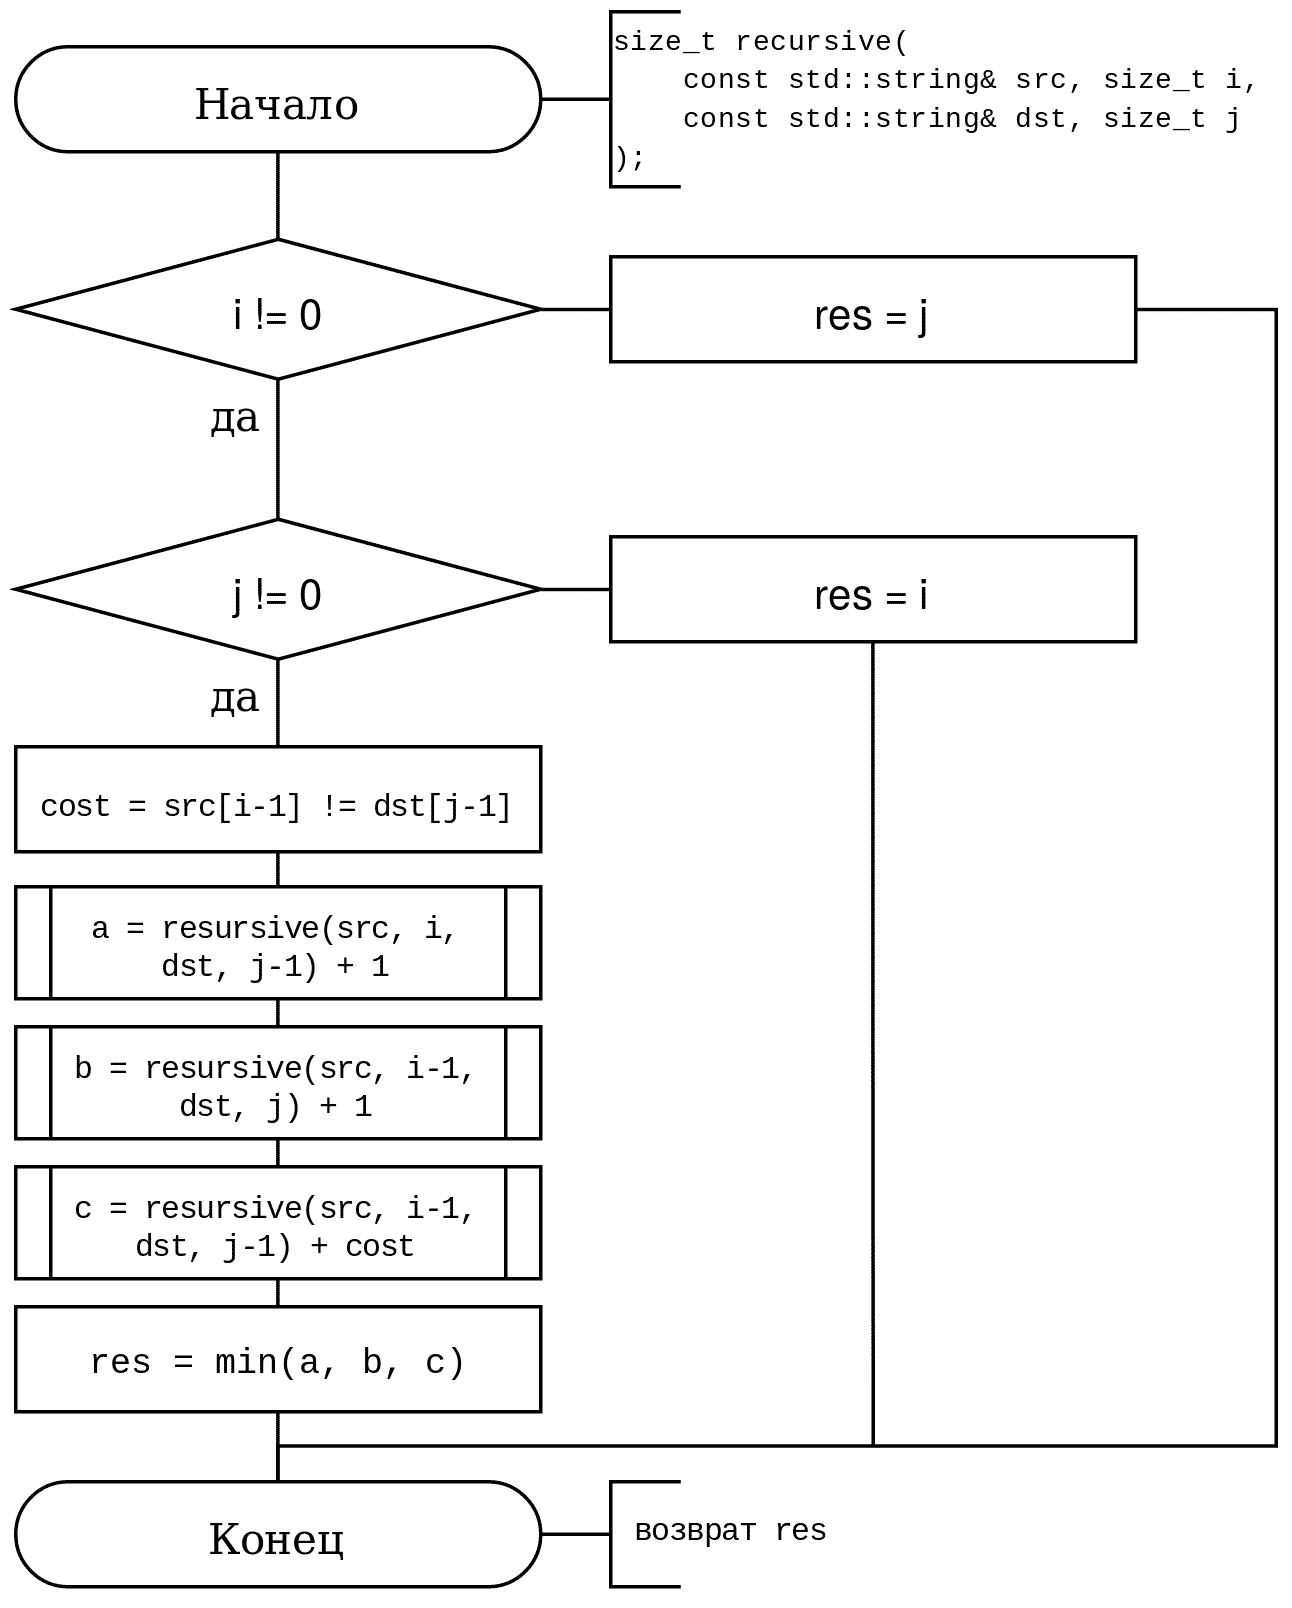 Начало
size_t recursive(
const std::string& src, size_t i,
const std::string& dst, size_t j
);
i != 0
res = j
да
j != 0
res = i
да
cost = src[i-1] != dst[j-1]
a = resursive(src, i,
dst, j-1) + 1
b = resursive(src, i-1,
dst, j) + 1
c = resursive(src, i-1,
dst, j-1) + cost
res = min(a, b, c)
Конец
возврат res